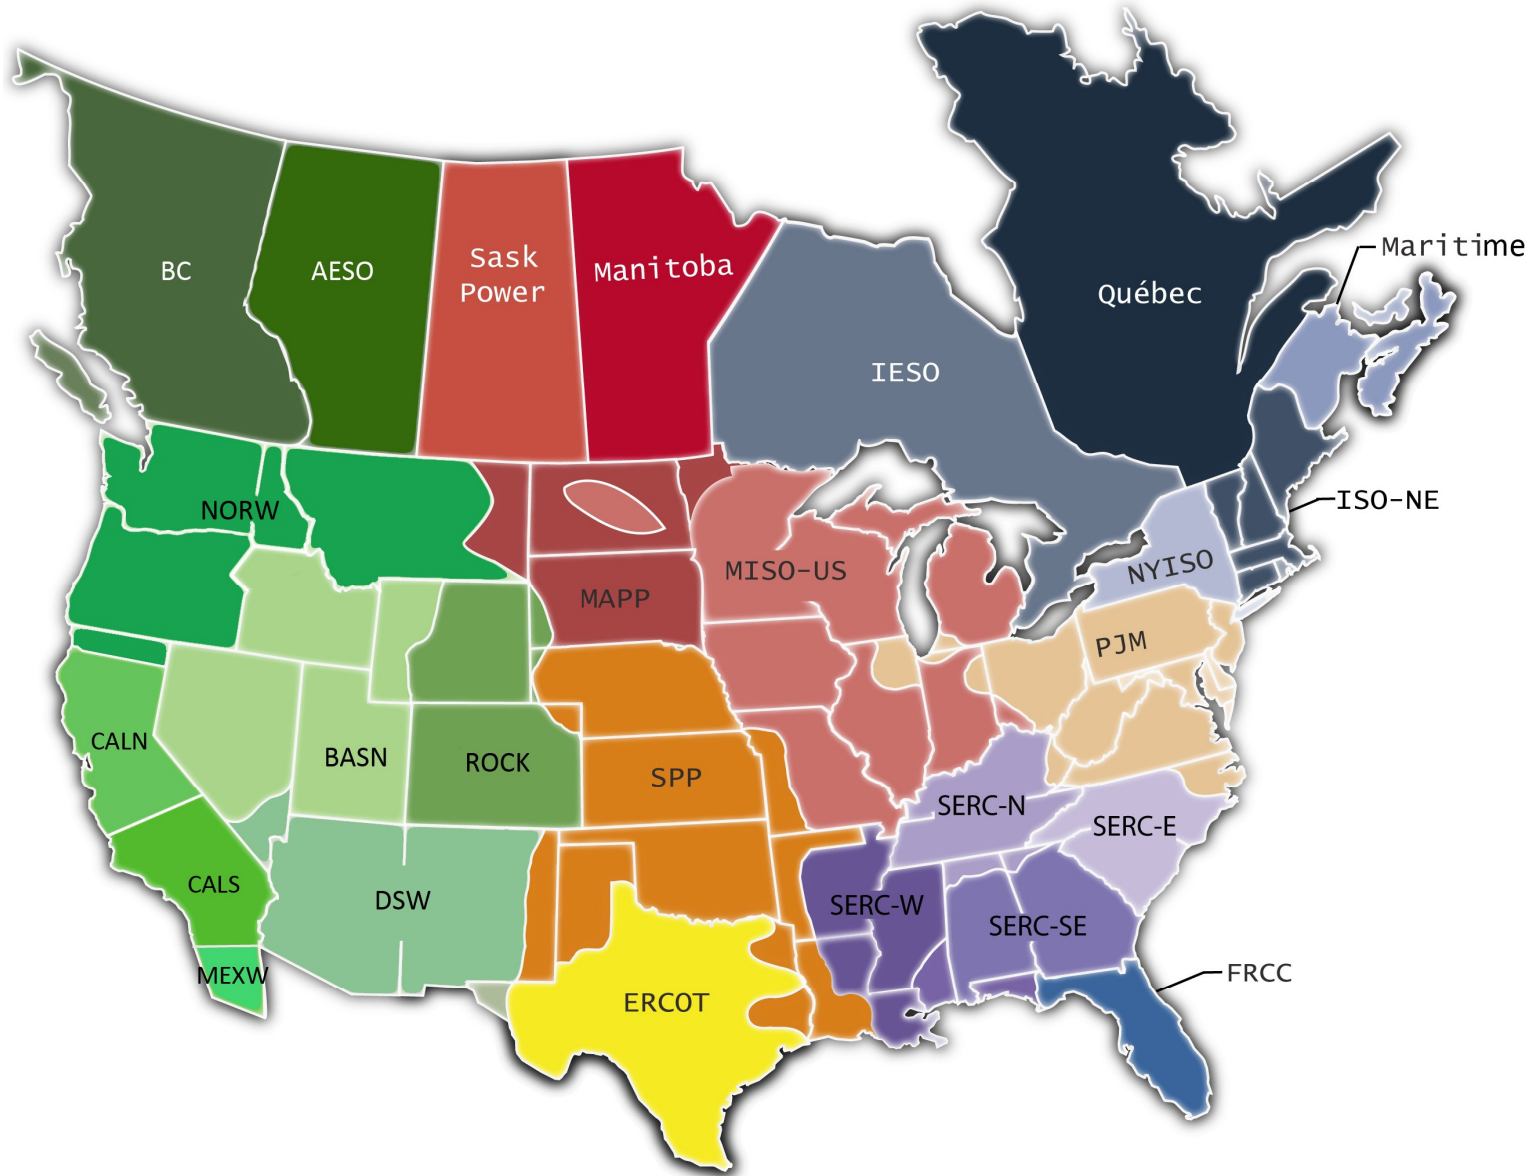 Maritime
Sask
Power
Manitoba
BC
AESO
Québec
IESO
ISO-NE
NORW
MISO-US
NYISO
MAPP
PJM
CALN
BASN
ROCK
SPP
SERC-N
SERC-E
CALS
DSW
SERC-W
SERC-SE
MEXW
FRCC
ERCOT